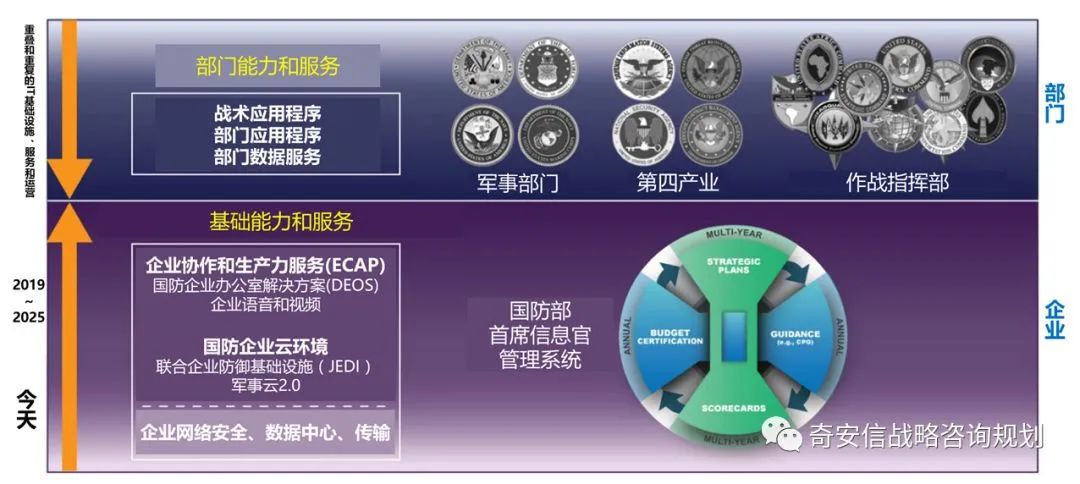 重叠和重复的IT基础设施、服务和运营
部门能力和服务
战术应用程序
部门应用程序
部门数据服务
军事部门
第四产业
作战指挥部
部门
基础能力和服务
企业协作和生产力服务(ECAP)
国防企业办公室解决方案(DEOS)
企业语音和视频
国防企业云环境
联合企业防御基础设施（JEDI）
军事云2.0
企业网络安全、数据中心、传输
2019
~
2025
今天
国防部
首席信息官
管理系统
MULTI-YEAR
STRATEGIC
PLANS
ANNUAL
BUDGET
CERTIFICATION
GUIDANCE
(e.g., CPG)
ANNUAL
SCORECARDS
MULTI-YEAR
企业
奇安信战略咨询规划